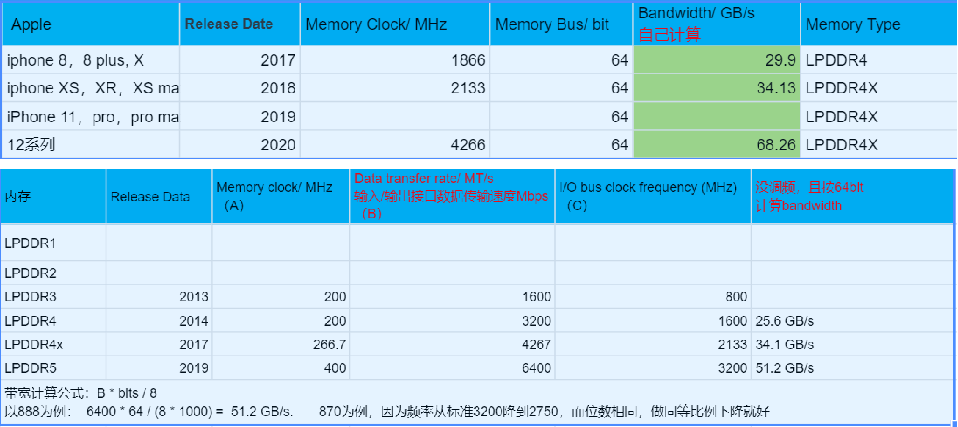 Apple Release Date Memory Clock/ MHz Memory Bus/ bit Bandwidth/ GB/s 自己计算 Memory Type
iphone 8，8 plus, X 2017 1866 64 29.9 LPDDR4
iphone XS，XR，XS ma 2018 2133 64 34.13 LPDDR4X
iPhone 11，pro，pro ma 2019 64 LPDDR4X
12系列 2020 4266 64 68.26 LPDDR4X
内存 Release Data Memory clock/ MHz （A） Data transfer rate/ MT/s 输入/输出接口数据传输速度Mbps （B） I/O bus clock frequency (MHz) （C） 没调频，且按64bit 计算bandwidth
LPDDR1
LPDDR2
LPDDR3 2013 200 1600 800
LPDDR4 2014 200 3200 1600 25.6 GB/s
LPDDR4x 2017 266.7 4267 2133 34.1 GB/s
LPDDR5 2019 400 6400 3200 51.2 GB/s
带宽计算公式：B * bits / 8
以888为例： 6400 * 64 / (8 * 1000) = 51.2 GB/s. 870为例，因为频率从标准3200降到2750，而位数相同，做同等比例下降就好